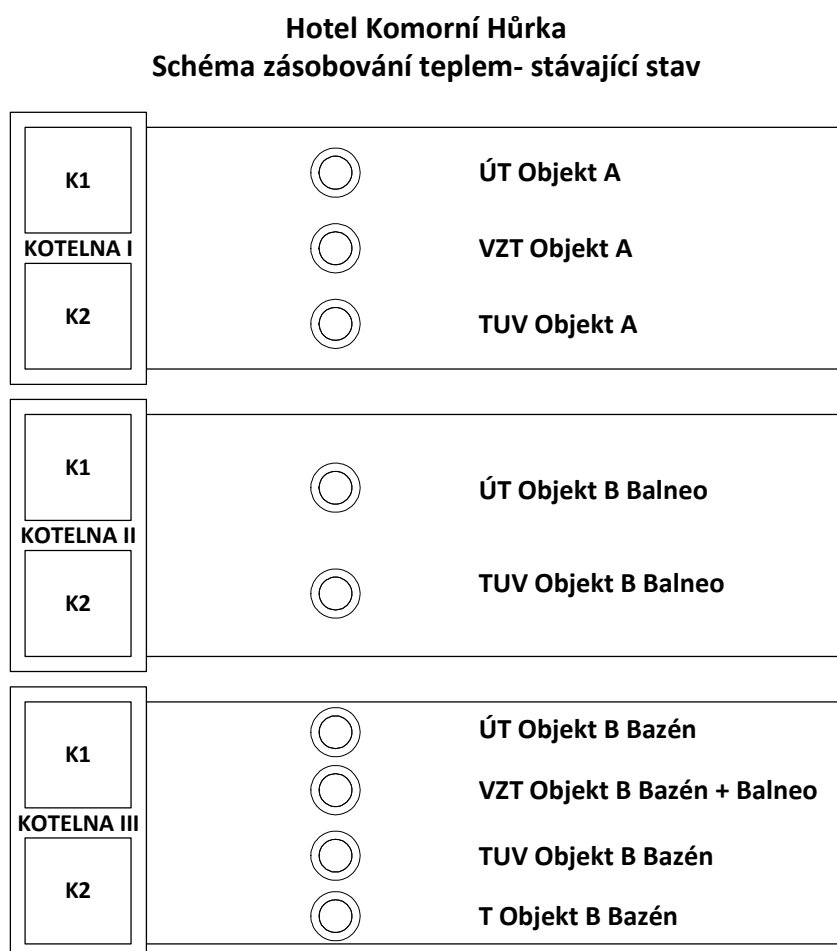 Hotel Komorní Hůrka
Schéma zásobování teplem- stávající stav
K1
KOTELNA I
K2
ÚT Objekt A
VZT Objekt A
TUV Objekt A
K1
KOTELNA II
K2
ÚT Objekt B Balneo
TUV Objekt B Balneo
K1
KOTELNA III
K2
ÚT Objekt B Bazén
VZT Objekt B Bazén + Balneo
TUV Objekt B Bazén
T Objekt B Bazén